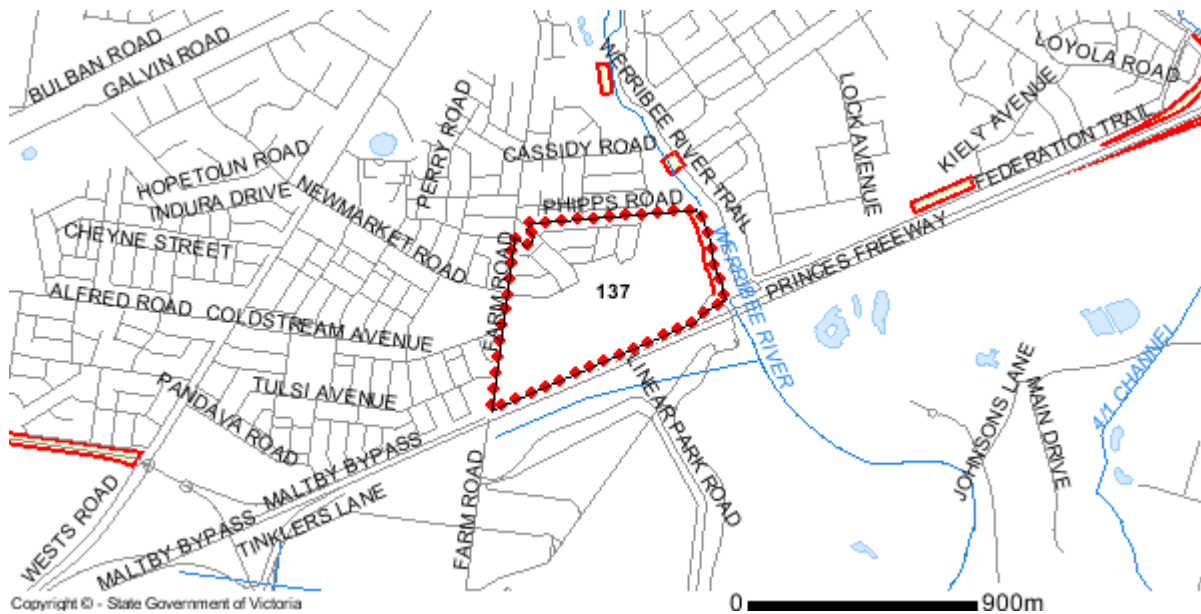 BULBAN ROAD
GALVIN ROAD
WERRIBEE RIVER TRAIL
LOYOLA ROAD
LOCK AVENUE
KIELY AVENUE
FEDERATION TRAIL
PERRY ROAD
CASSIDY ROAD
HOPETOUN ROAD
INDURA DRIVE
NEWMARKET ROAD
PHIPPS ROAD
CHEYNE STREET
FARM ROAD
137
WERRIBEE RIVER
PRINCES FREEWAY
ALFRED ROAD
COLDSTREAM AVENUE
TULSI AVENUE
PANDAVA ROAD
LINEAR PARK ROAD
JOHNSONS LANE
MAIN DRIVE
4/1 CHANNEL
MALTBY BYPASS
WESTS ROAD
MALTBY BYPASS
TINKLERS LANE
FARM ROAD
Copyright © - State Government of Victoria
0 900m